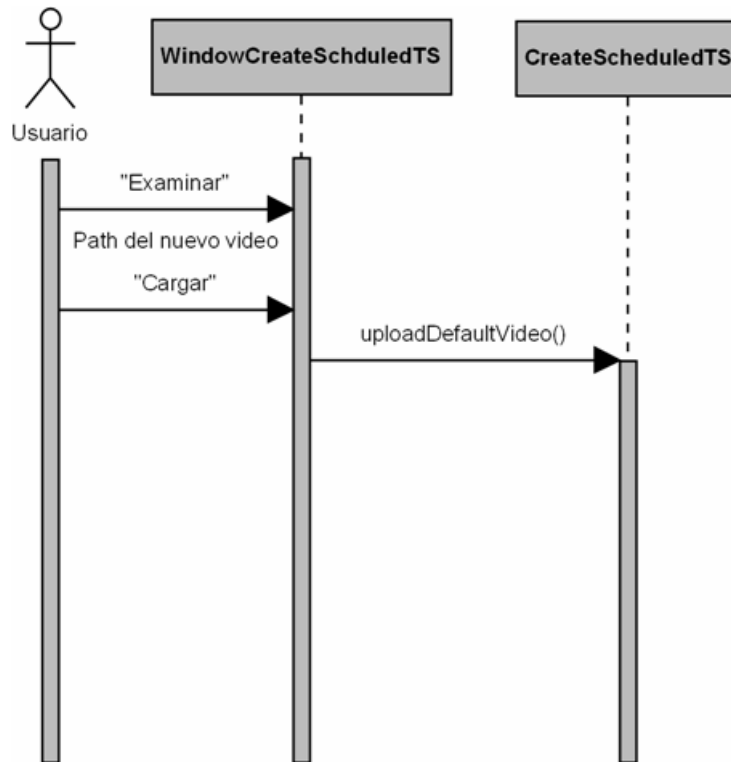 WindowCreateSchduledTS
CreateScheduledTS
Usuario
"Examinar"
Path del nuevo video
"Cargar"
uploadDefaultVideo()